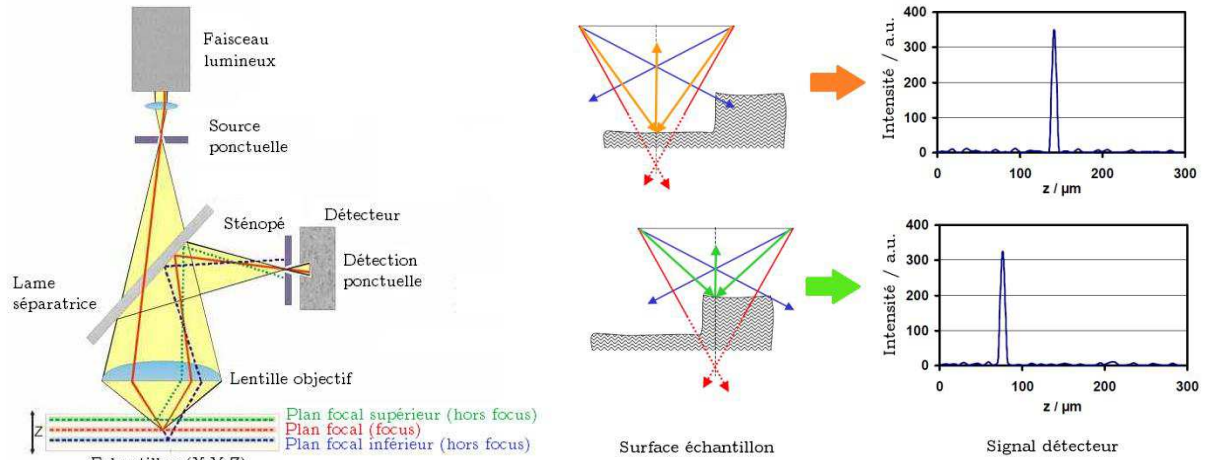 Faisceau
lumineux
Source
ponctuelle
Sténopé
Détecteur
Détection
ponctuelle
Lame
séparatrice
Lentille objectif
Z
Plan focal supérieur (hors focus)
Plan focal (focus)
Plan focal inférieur (hors focus)
Surface échantillon
Intensité / a.u.
400
300
200
100
0
0 100 200 300
z / µm
Intensité / a.u.
400
300
200
100
0
0 100 200 300
z / µm
Signal détecteur